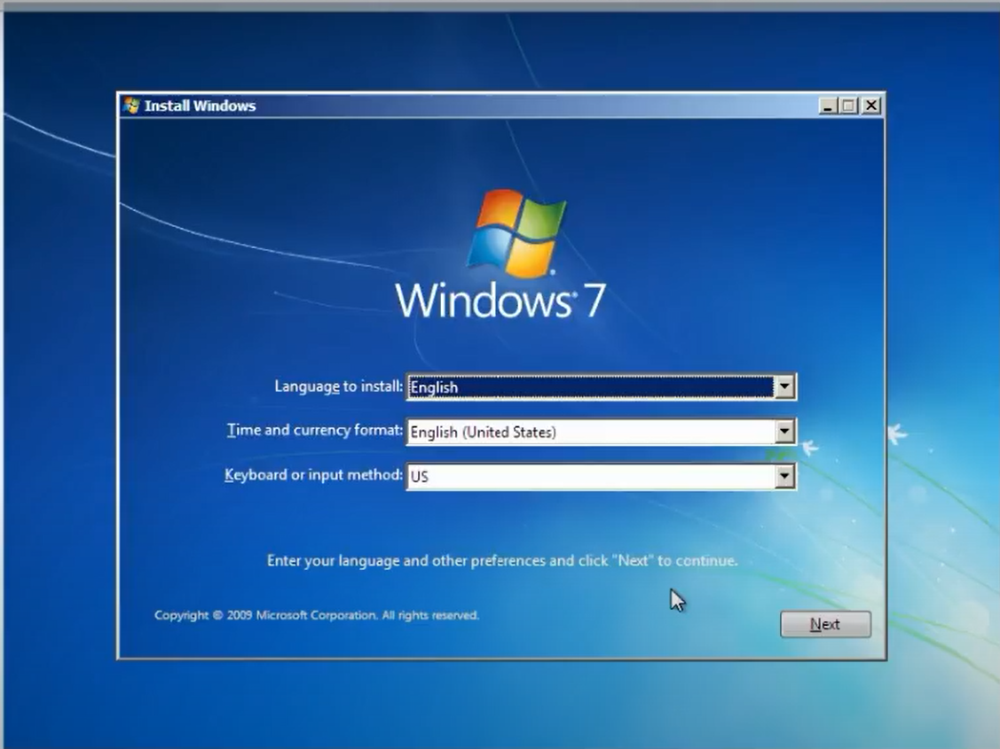 Install Windows
Windows® 7
Language to install: English
Time and currency format: English (United States)
Keyboard or input method: US
Enter your language and other preferences and click "Next" to continue.
Copyright © 2009 Microsoft Corporation. All rights reserved.
Next